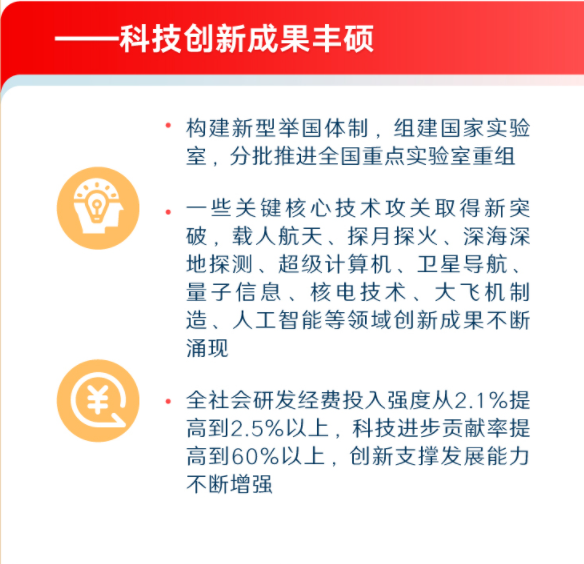 ——科技创新成果丰硕
• 构建新型举国体制，组建国家实验
室，分批推进全国重点实验室重组
• 一些关键核心技术攻关取得新突
破，载人航天、探月探火、深海深
地探测、超级计算机、卫星导航、
量子信息、核电技术、大飞机制
造、人工智能等领域创新成果不断
涌现
• 全社会研发经费投入强度从2.1%提
高到2.5%以上，科技进步贡献率提
高到60%以上，创新支撑发展能力
不断增强
¥